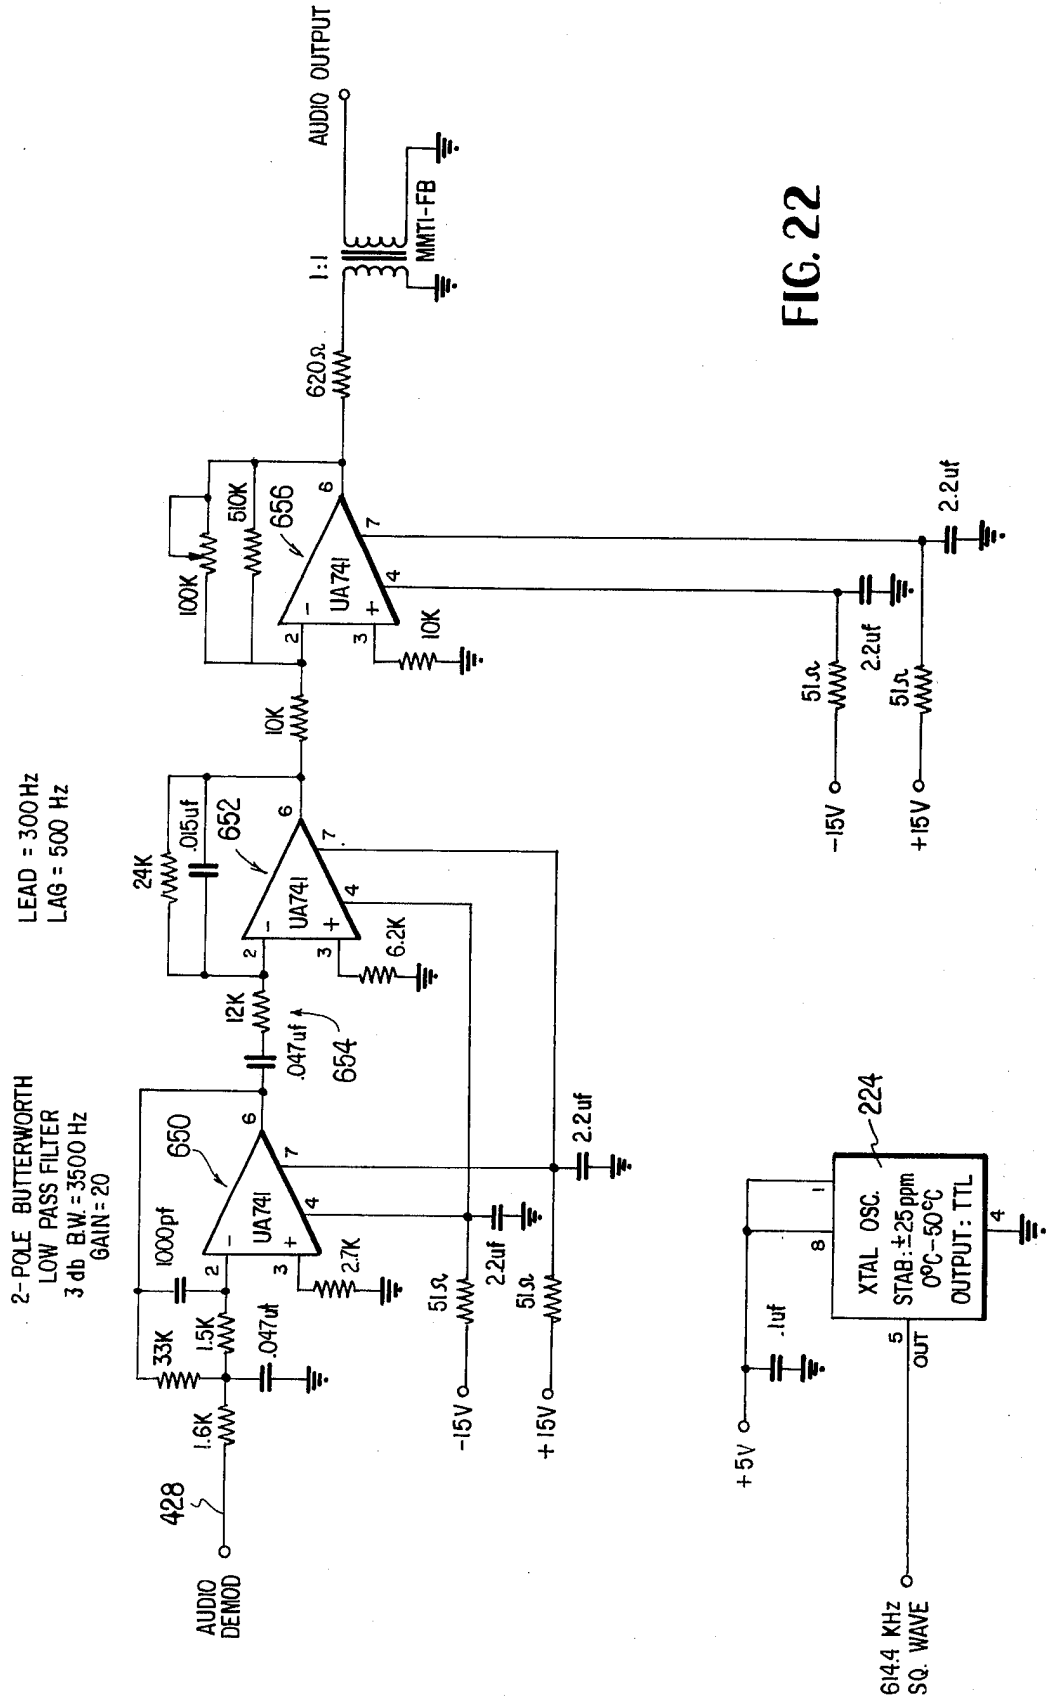 2-POLE BUTTERWORTH
LOW PASS FILTER
3 db B.W. = 3500 Hz
GAIN = 20
LEAD = 300 Hz
LAG = 500 Hz
AUDIO
DEMOD
428
1.6K
33K
1.5K
.047uf
1000pf
650
2
3
UA741
-
+
4
6
7
2.7K
.047uf
654
12K
24K
.015uf
652
2
3
UA741
-
+
4
6
7
6.2K
10K
100K
510K
656
2
3
UA741
-
+
4
6
7
10K
620Ω
1:1
MMT1-FB
AUDIO OUTPUT
-15V
51Ω
2.2uf
+15V
51Ω
2.2uf
-15V
51Ω
2.2uf
+15V
51Ω
2.2uf
+5V
.1uf
8
1
224
XTAL OSC.
STAB: ±25ppm
0°C-50°C
OUTPUT: TTL
5
OUT
4
614.4 KHz
SQ. WAVE
FIG. 22